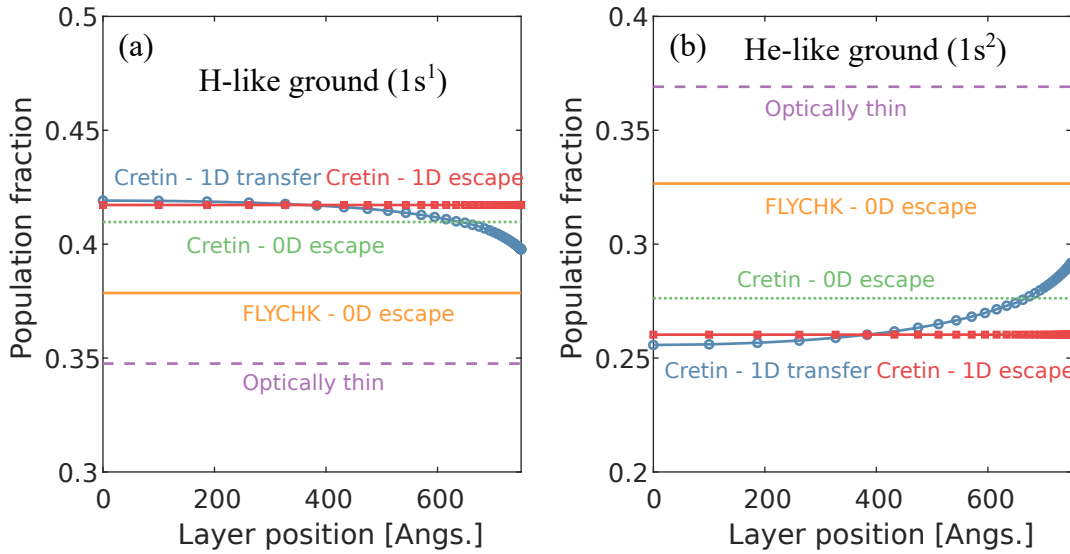 (a)
H-like ground (1s¹)
Population fraction
0.5
0.45
0.4
0.35
0.3
Cretin - 1D transfer
Cretin - 1D escape
Cretin - 0D escape
FLYCHK - 0D escape
Optically thin
0
200
400
600
Layer position [Angs.]
(b)
He-like ground (1s²)
Population fraction
0.4
0.35
0.3
0.25
0.2
Optically thin
FLYCHK - 0D escape
Cretin - 0D escape
Cretin - 1D transfer
Cretin - 1D escape
0
200
400
600
Layer position [Angs.]